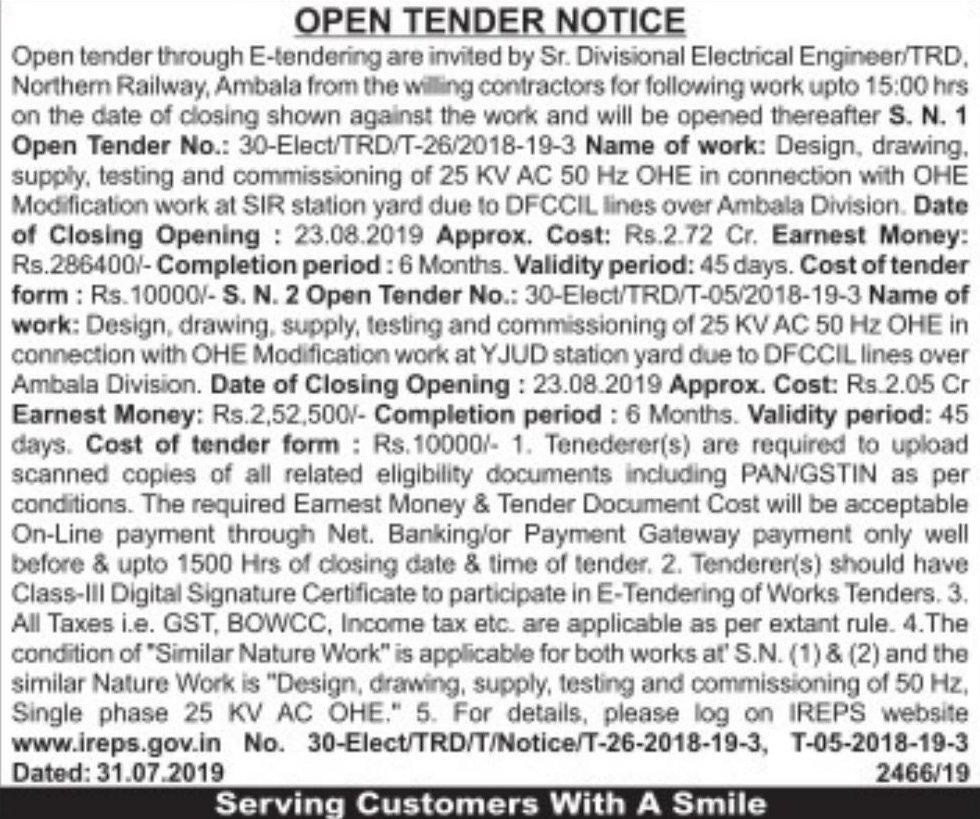 OPEN TENDER NOTICE
Open tender through E-tendering are invited by Sr. Divisional Electrical Engineer/TRD,
Northern Railway, Ambala from the willing contractors for following work upto 15:00 hrs
on the date of closing shown against the work and will be opened thereafter S. N. 1
Open Tender No.: 30-Elect/TRD/T-26/2018-19-3 Name of work: Design, drawing,
supply, testing and commissioning of 25 KV AC 50 Hz OHE in connection with OHE
Modification work at SIR station yard due to DFCCIL lines over Ambala Division. Date
of Closing Opening : 23.08.2019 Approx. Cost: Rs.2.72 Cr. Earnest Money:
Rs.286400/- Completion period : 6 Months. Validity period: 45 days. Cost of tender
form : Rs.10000/- S. N. 2 Open Tender No.: 30-Elect/TRD/T-05/2018-19-3 Name of
work: Design, drawing, supply, testing and commissioning of 25 KV AC 50 Hz OHE in
connection with OHE Modification work at YJUD station yard due to DFCCIL lines over
Ambala Division. Date of Closing Opening : 23.08.2019 Approx. Cost: Rs.2.05 Cr
Earnest Money: Rs.2,52,500/- Completion period : 6 Months. Validity period: 45
days. Cost of tender form : Rs.10000/- 1. Tenederer(s) are required to upload
scanned copies of all related eligibility documents including PAN/GSTIN as per
conditions. The required Earnest Money & Tender Document Cost will be acceptable
On-Line payment through Net. Banking/or Payment Gateway payment only well
before & upto 1500 Hrs of closing date & time of tender. 2. Tenderer(s) should have
Class-III Digital Signature Certificate to participate in E-Tendering of Works Tenders. 3.
All Taxes i.e. GST, BOWCC, Income tax etc. are applicable as per extant rule. 4.The
condition of "Similar Nature Work" is applicable for both works at' S.N. (1) & (2) and the
similar Nature Work is "Design, drawing, supply, testing and commissioning of 50 Hz,
Single phase 25 KV AC OHE." 5. For details, please log on IREPS website
www.ireps.gov.in No. 30-Elect/TRD/T/Notice/T-26-2018-19-3, T-05-2018-19-3
Dated: 31.07.2019 2466/19
Serving Customers With A Smile